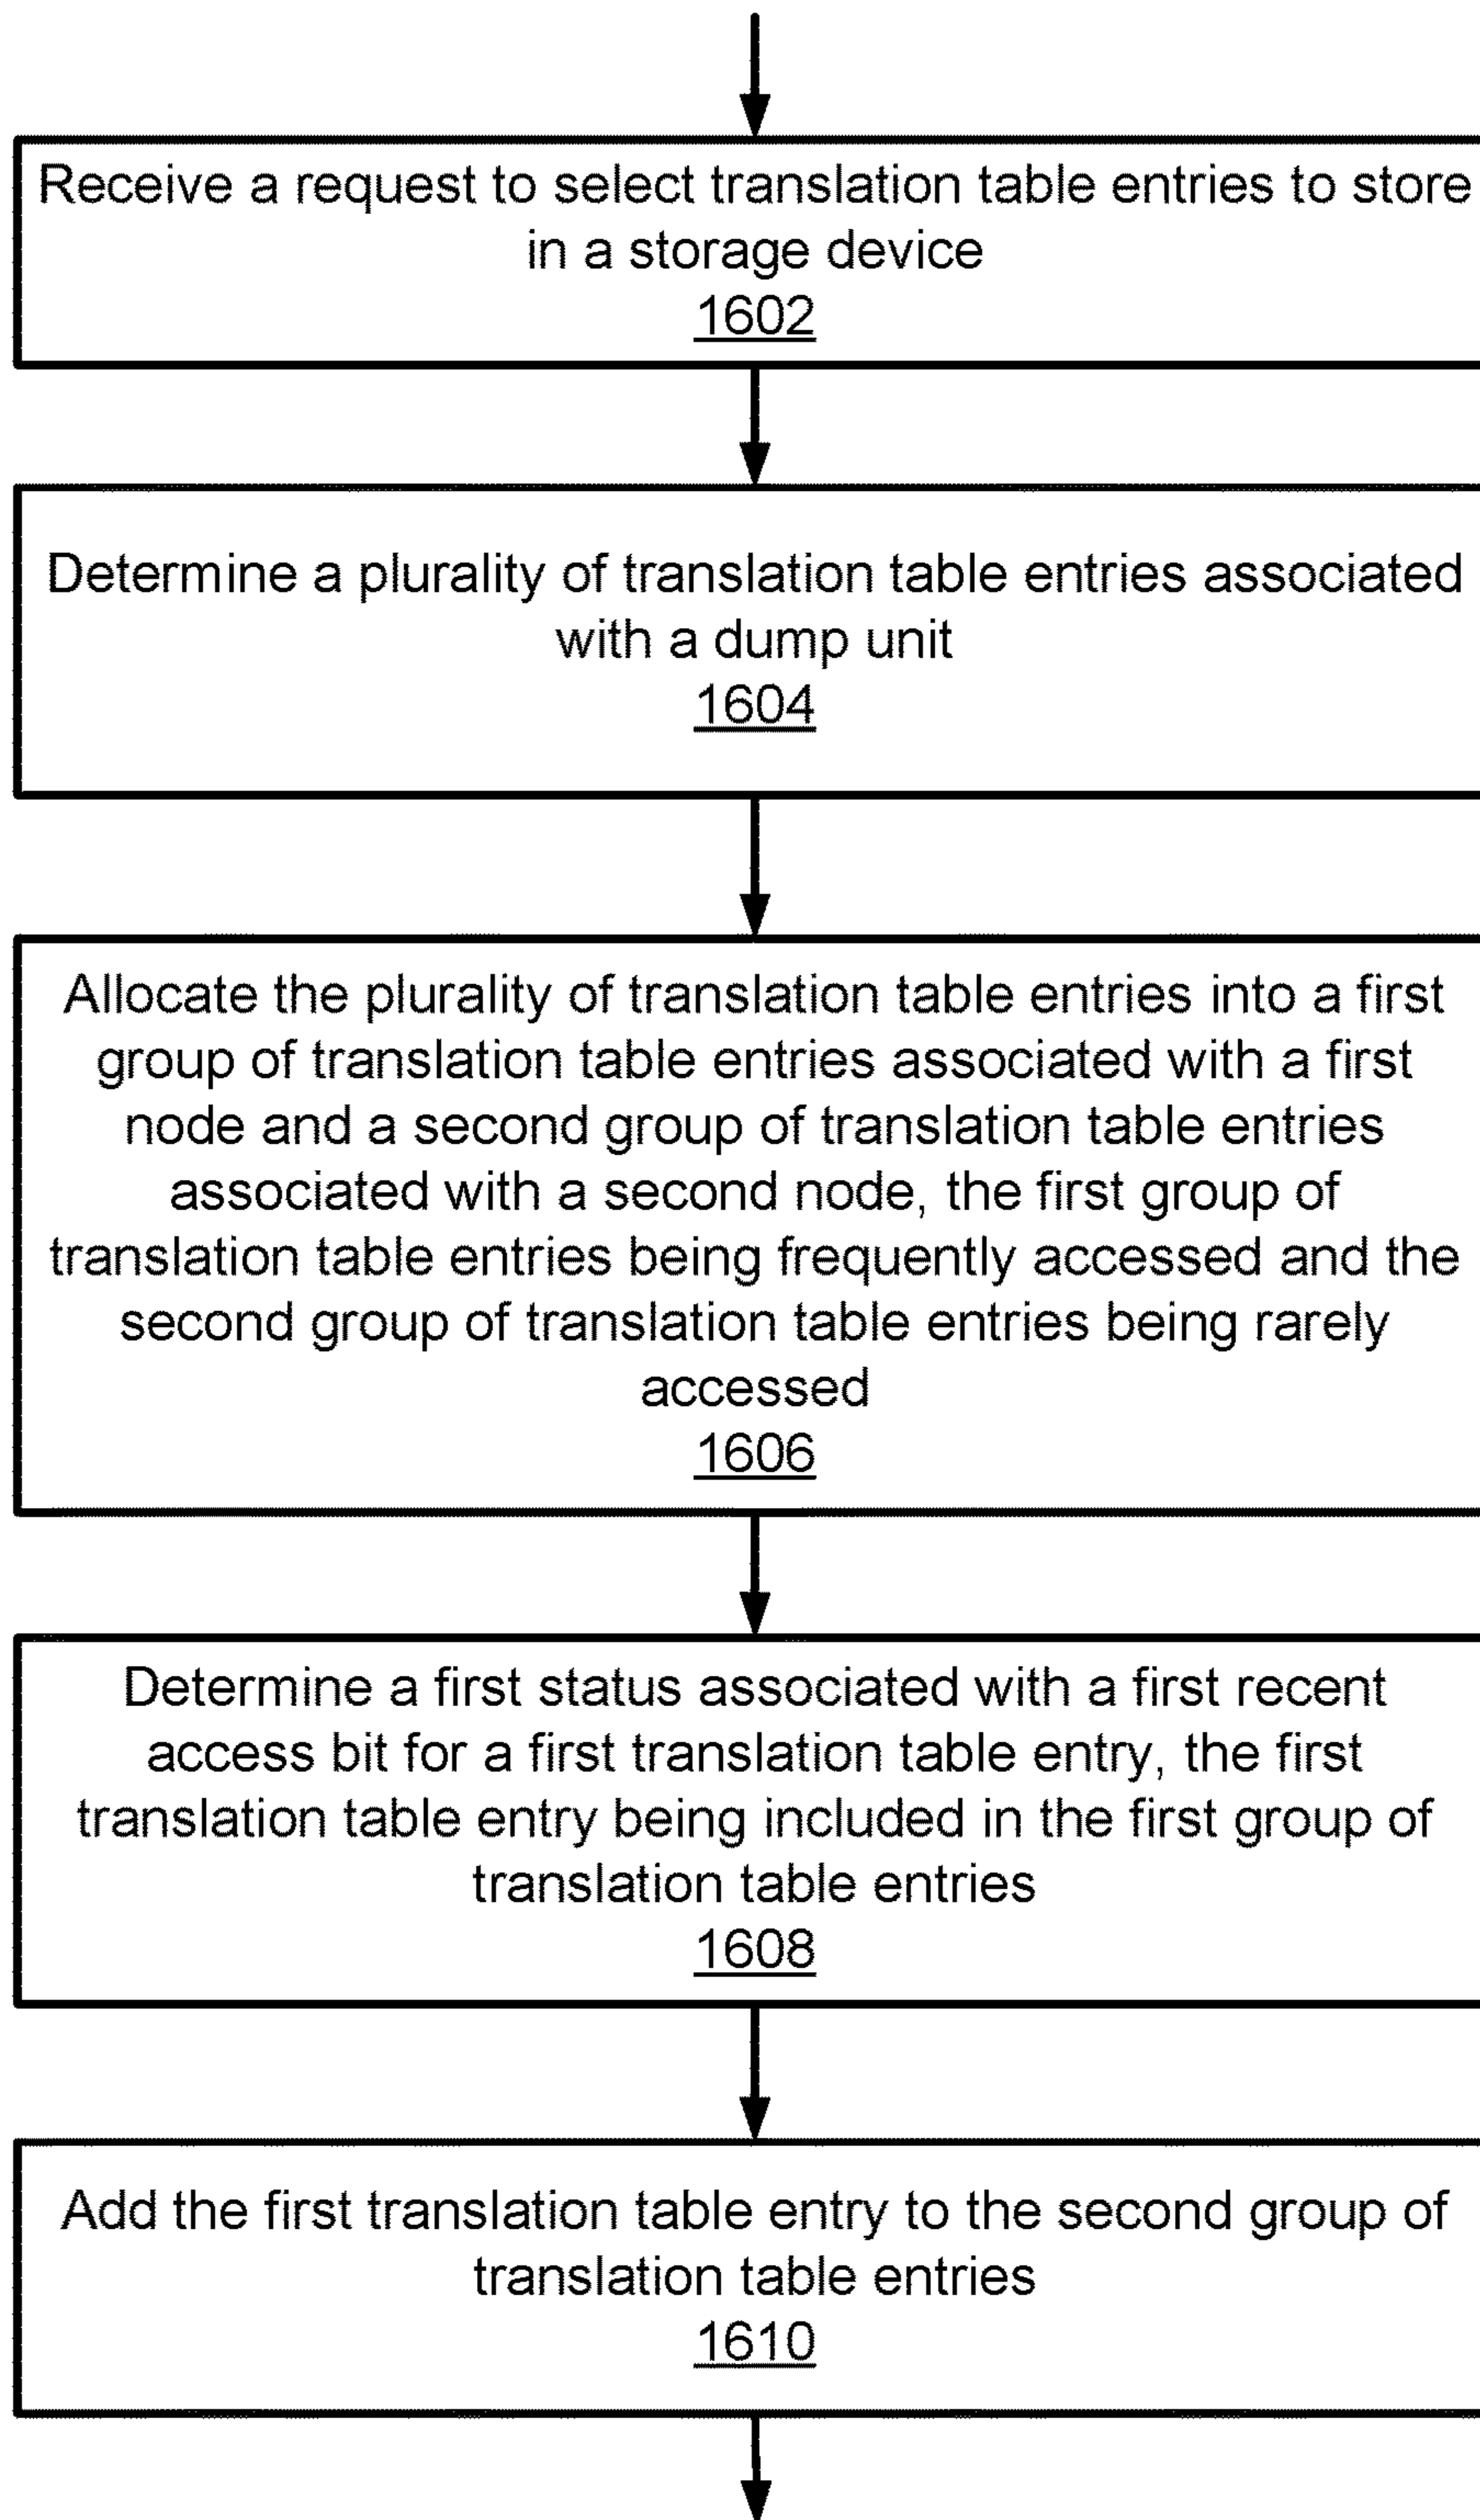 Receive a request to select translation table entries to store
in a storage device
1602
Determine a plurality of translation table entries associated
with a dump unit
1604
Allocate the plurality of translation table entries into a first
group of translation table entries associated with a first
node and a second group of translation table entries
associated with a second node, the first group of
translation table entries being frequently accessed and the
second group of translation table entries being rarely
accessed
1606
Determine a first status associated with a first recent
access bit for a first translation table entry, the first
translation table entry being included in the first group of
translation table entries
1608
Add the first translation table entry to the second group of
translation table entries
1610